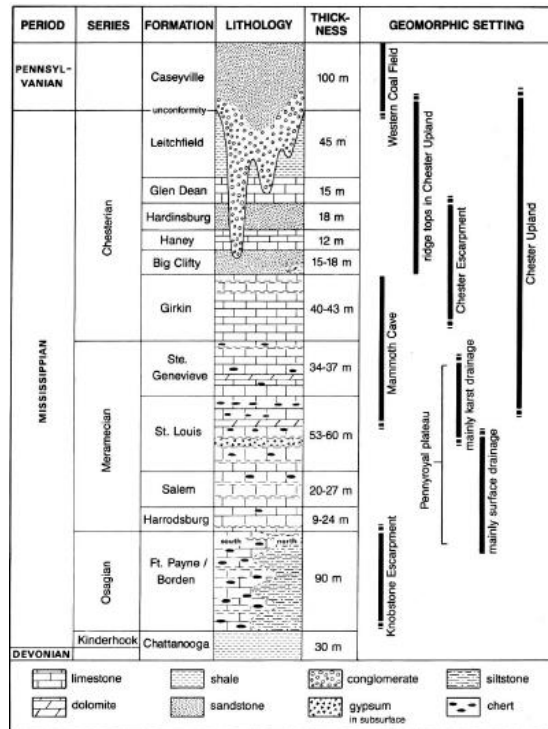 PERIOD SERIES FORMATION LITHOLOGY THICK-
NESS GEOMORPHIC SETTING
PENNSYL-
VANIAN
Caseyville 100 m
unconformity
Leitchfield 45 m
Glen Dean 15 m
Hardinsburg 18 m
Haney 12 m
Big Clifty 15-18 m
Girkin 40-43 m
Ste.
Genevieve 34-37 m
St. Louis 53-60 m
Salem 20-27 m
Harrodsburg 9-24 m
south north
Ft. Payne /
Borden 90 m
Chattanooga 30 m
MISSISSIPPIAN
DEVONIAN
Chesterian
Meramecian
Osagian
Kinderhook
Western Coal Field
ridge tops in Chester Upland
Chester Escarpment
Chester Upland
Mammoth Cave
Pennyroyal plateau
mainly karst drainage
mainly surface drainage
Knobstone Escarpment
limestone shale conglomerate siltstone
dolomite sandstone gypsum
in subsurface chert